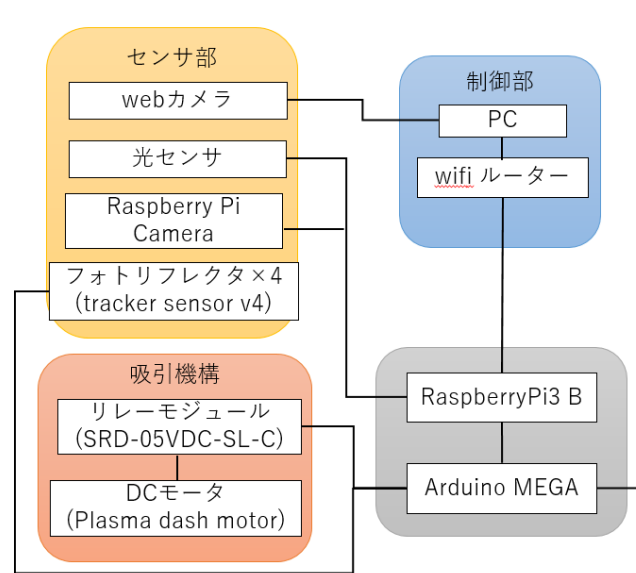 センサ部
webカメラ
光センサ
Raspberry Pi
Camera
フォトリフレクタ×4
（tracker sensor v4）
制御部
PC
wifi ルーター
吸引機構
リレーモジュール
(SRD-05VDC-SL-C)
DCモータ
(Plasma dash motor)
RaspberryPi3 B
Arduino MEGA